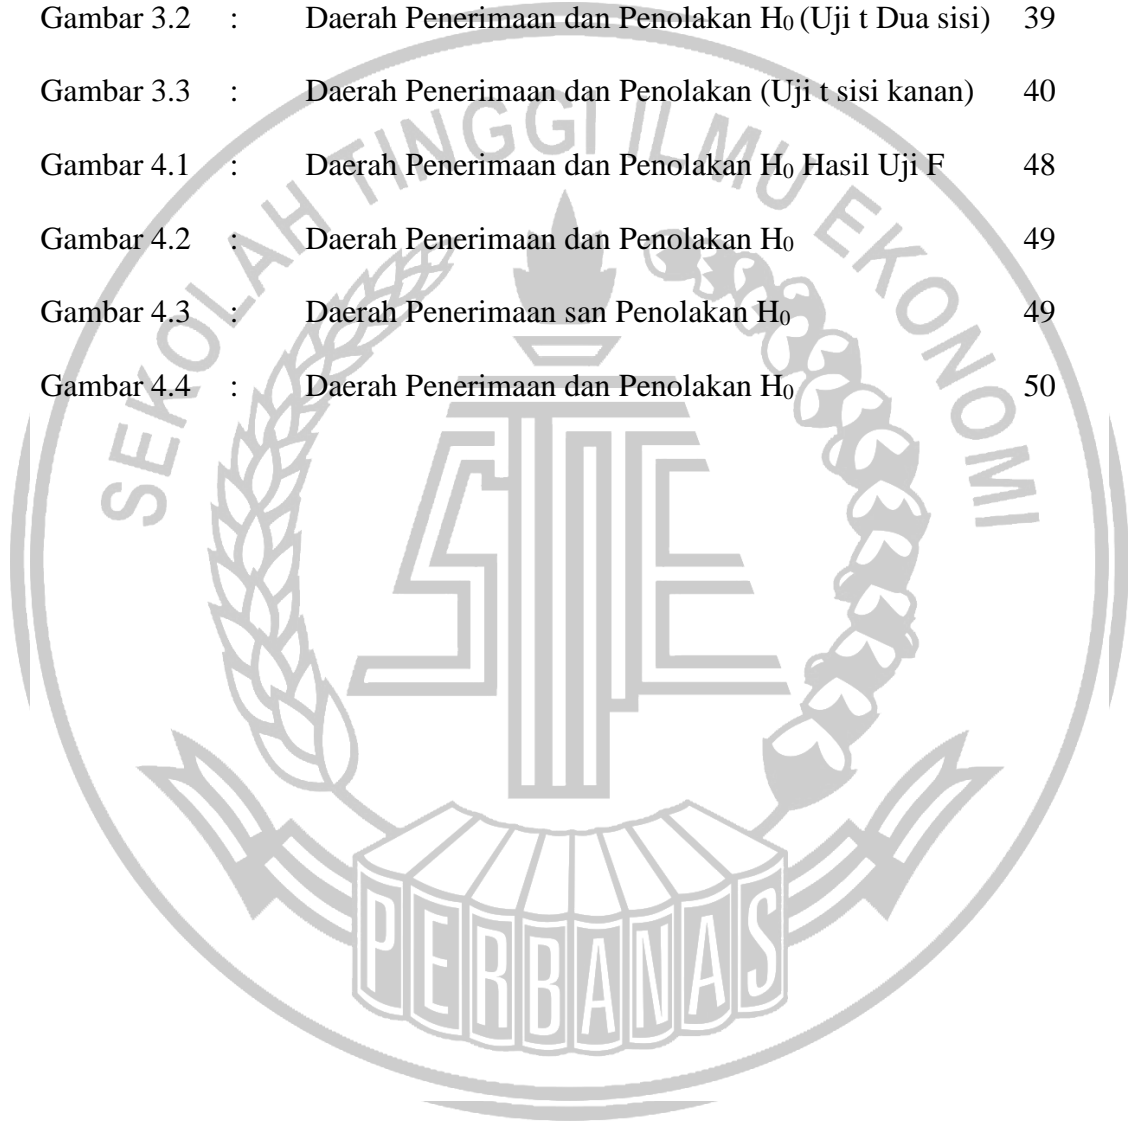 Gambar 3.2 : Daerah Penerimaan dan Penolakan H₀ (Uji t Dua sisi) 39
Gambar 3.3 : Daerah Penerimaan dan Penolakan (Uji t sisi kanan) 40
Gambar 4.1 : Daerah Penerimaan dan Penolakan H₀ Hasil Uji F 48
Gambar 4.2 : Daerah Penerimaan dan Penolakan H₀ 49
Gambar 4.3 : Daerah Penerimaan san Penolakan H₀ 49
Gambar 4.4 : Daerah Penerimaan dan Penolakan H₀ 50
SEKOLAH TINGGI ILMU EKONOMI
STIE
PERBANAS